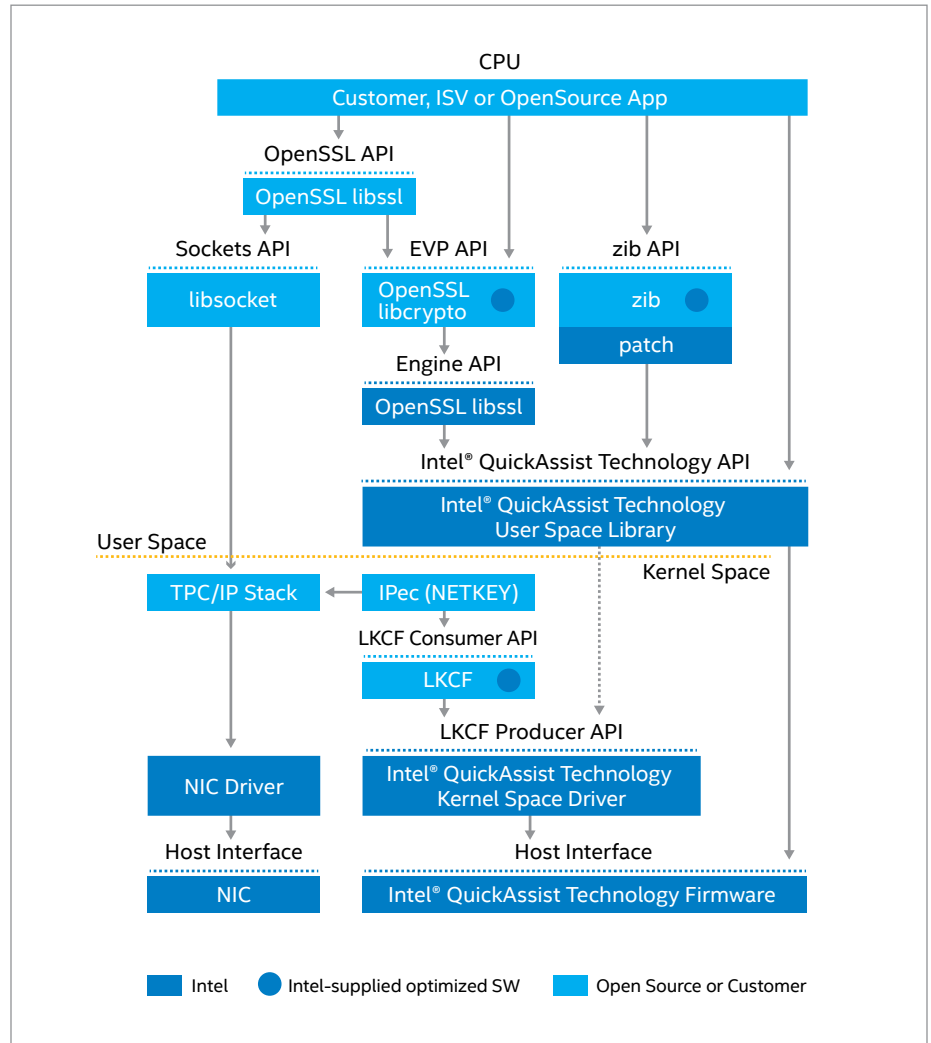 CPU
Customer, ISV or OpenSource App
OpenSSL API
OpenSSL libssl
Sockets API
EVP API
zib API
libsocket
OpenSSL
libcrypto
zib
patch
Engine API
OpenSSL libssl
Intel® QuickAssist Technology API
Intel® QuickAssist Technology
User Space Library
User Space
Kernel Space
TPC/IP Stack
IPec (NETKEY)
LKCF Consumer API
LKCF
LKCF Producer API
NIC Driver
Intel® QuickAssist Technology
Kernel Space Driver
Host Interface
Host Interface
NIC
Intel® QuickAssist Technology Firmware
Intel
Intel-supplied optimized SW
Open Source or Customer